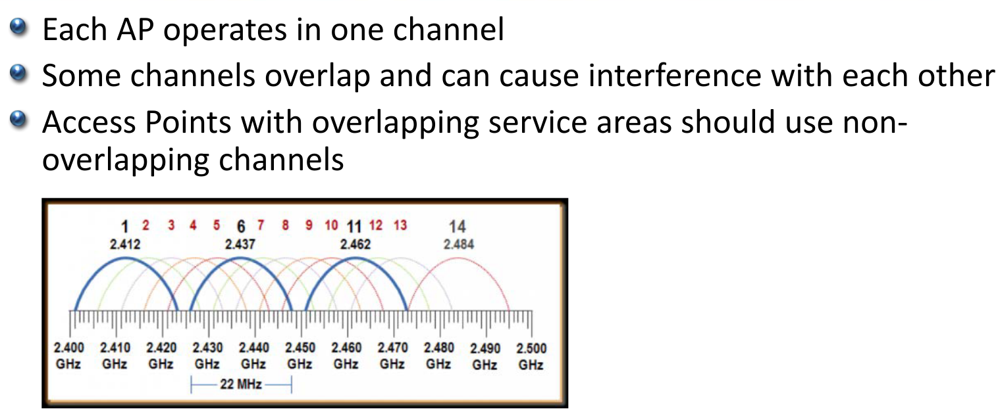 Each AP operates in one channel
Some channels overlap and can cause interference with each other
Access Points with overlapping service areas should use non-
overlapping channels
1 2 3 4 5 6 7 8 9 10 11 12 13 14
2.412 2.437 2.462 2.484
2.400 2.410 2.420 2.430 2.440 2.450 2.460 2.470 2.480 2.490 2.500
GHz GHz GHz GHz GHz GHz GHz GHz GHz GHz GHz
22 MHz